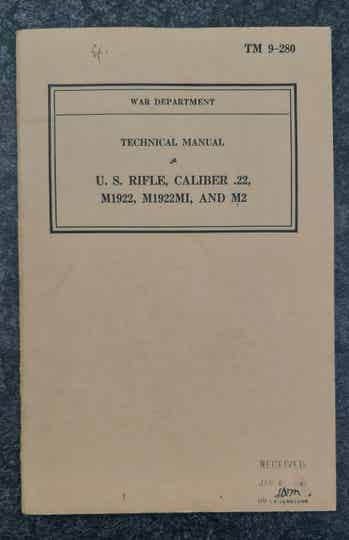 TM 9-280
WAR DEPARTMENT
TECHNICAL MANUAL
U. S. RIFLE, CALIBER .22,
M1922, M1922MI, AND M2
RECEIVED